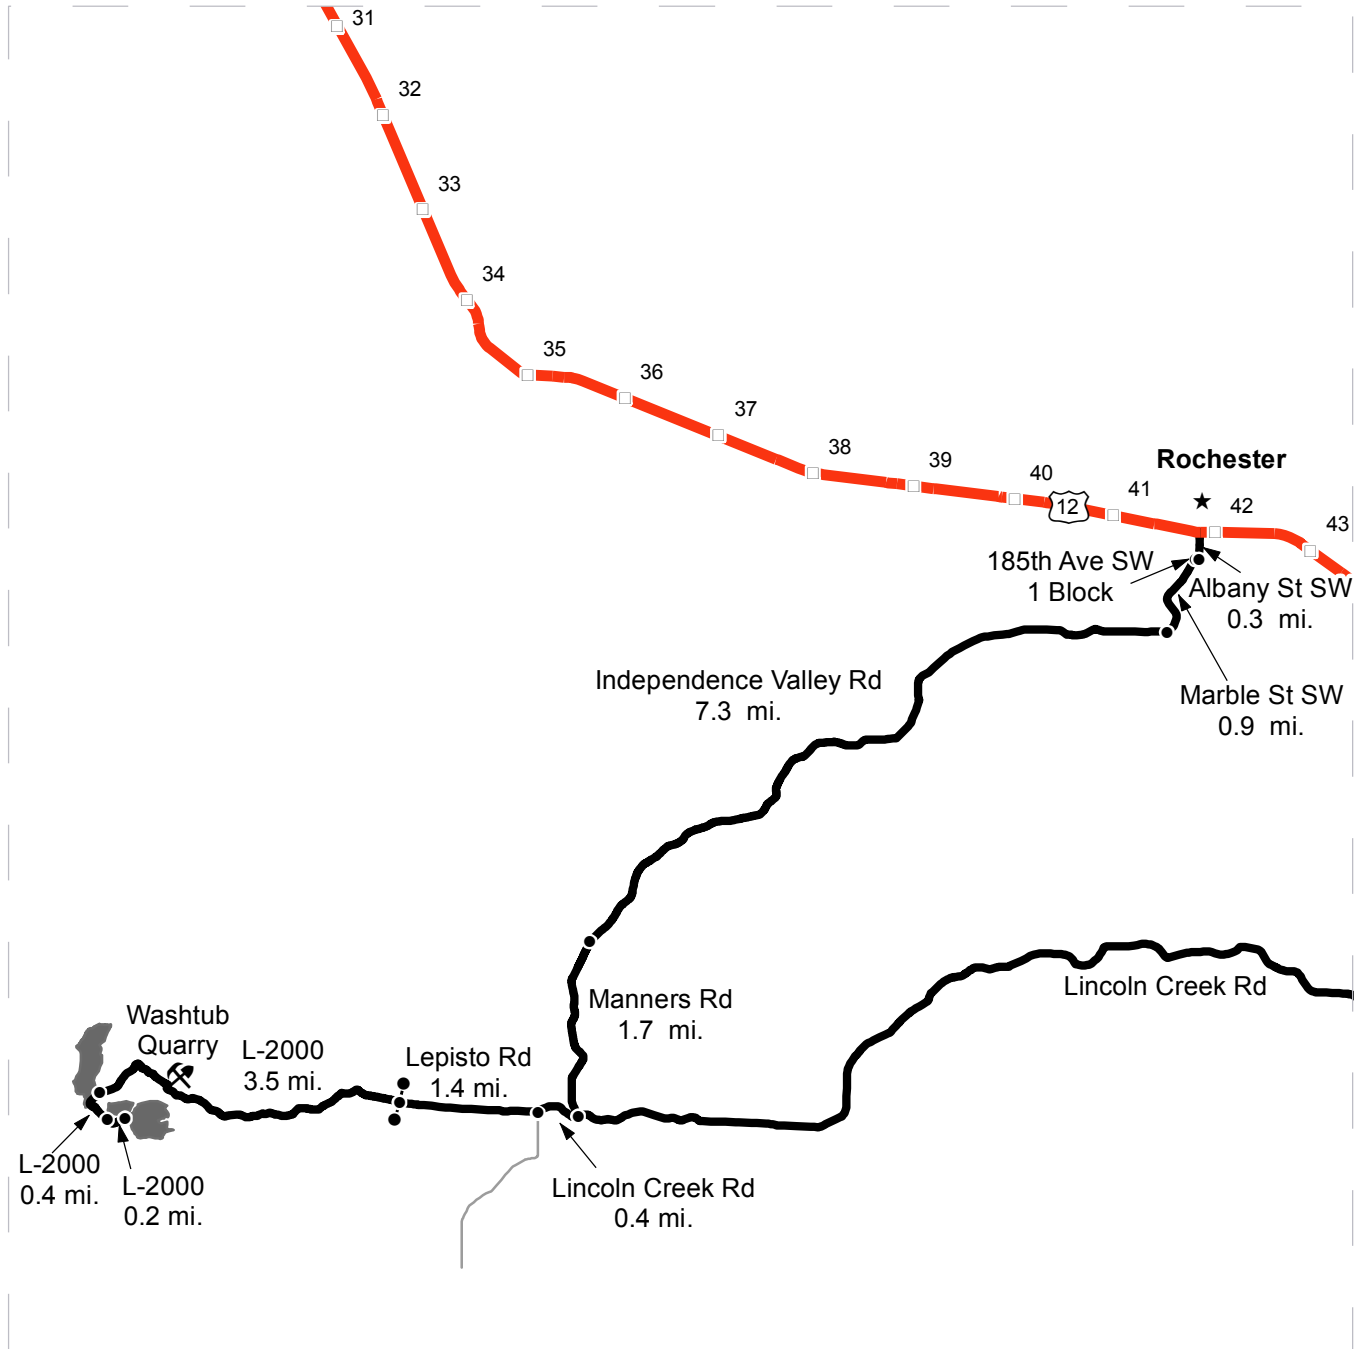 31
32
33
34
35
36
37
38
39
40
41
42
43
12
Rochester
185th Ave SW
1 Block
Albany St SW
0.3 mi.
Marble St SW
0.9 mi.
Independence Valley Rd
7.3 mi.
Manners Rd
1.7 mi.
Lincoln Creek Rd
Washtub
Quarry
L-2000
3.5 mi.
Lepisto Rd
1.4 mi.
L-2000
0.4 mi.
L-2000
0.2 mi.
Lincoln Creek Rd
0.4 mi.